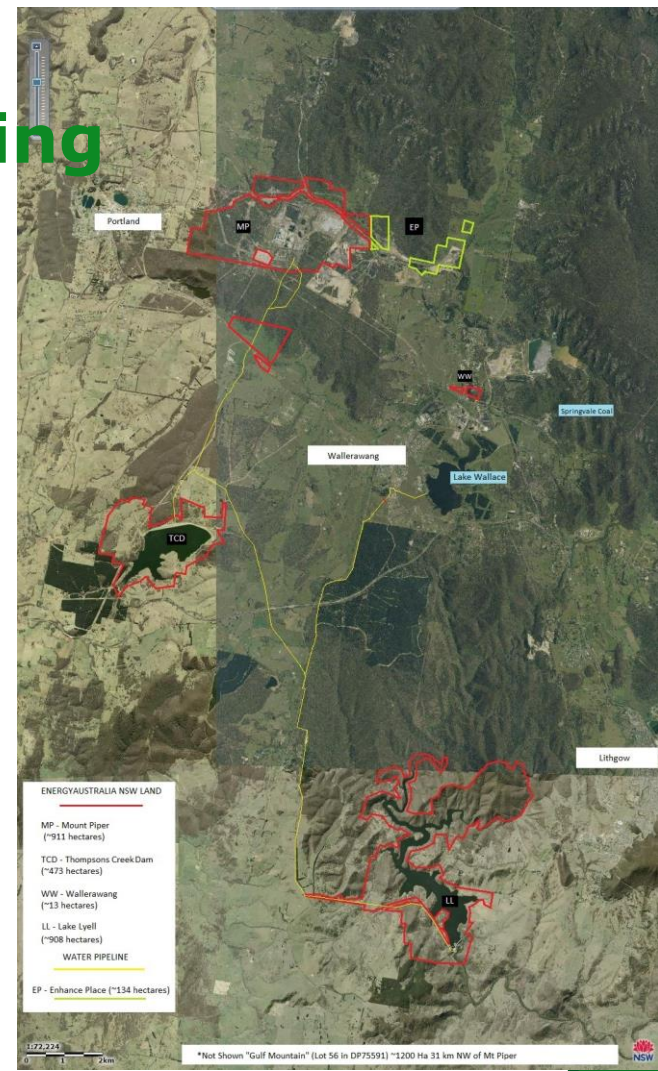 ing
Portland
MP
EP
WW
Springvale Coal
Wallerawang
Lake Wallace
TCD
Lithgow
LL
ENERGYAUSTRALIA NSW LAND
MP - Mount Piper
(~911 hectares)
TCD - Thompsons Creek Dam
(~473 hectares)
WW - Wallerawang
(~13 hectares)
LL - Lake Lyell
(~908 hectares)
WATER PIPELINE
EP - Enhance Place (~134 hectares)
1:72,224
0 1 2km
*Not Shown "Gulf Mountain" (Lot 56 in DP75591) ~1200 Ha 31 km NW of Mt Piper
NSW